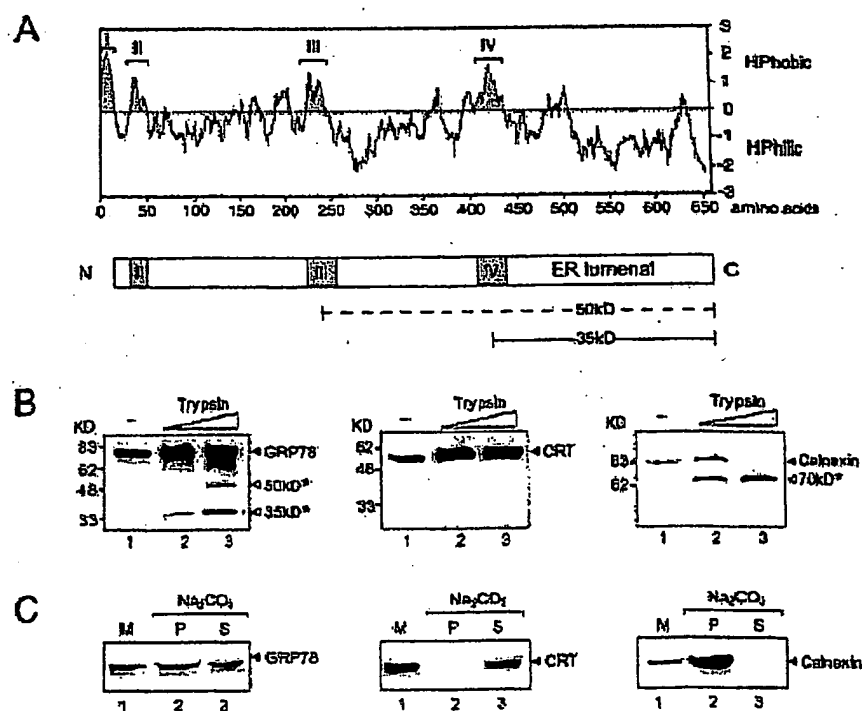 A
I
II
III
IV
3
2
1
0
-1
-2
-3
HPhobic
HPhilic
0 50 100 150 200 250 300 350 400 450 500 550 600 650 amino acids
N II III IV ER lumenal C
50kD
35kD
B
KD - Trypsin
83
62
48
33
GRP78
50kD*
35kD*
1 2 3
- Trypsin
62
48
33
CRT
1 2 3
KD - Trypsin
83
62
Calnexin
70kD*
1 2 3
C
Na₂CO₃
M P S
GRP78
1 2 3
Na₂CO₃
M P S
CRT
1 2 3
Na₂CO₃
M P S
Calnexin
1 2 3